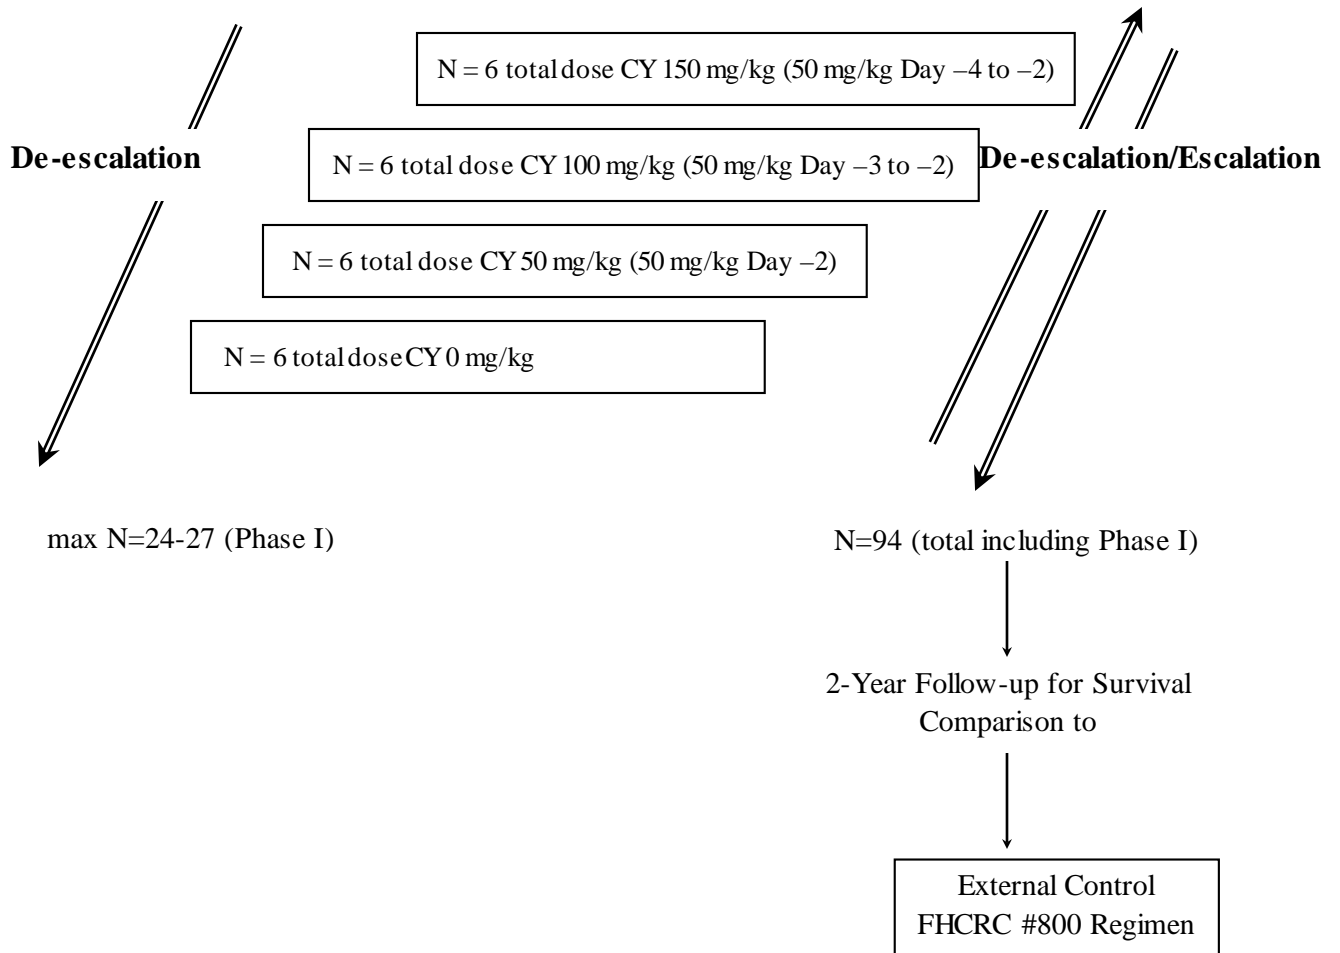 N = 6 total dose CY 150 mg/kg (50 mg/kg Day –4 to –2)
De-escalation
N = 6 total dose CY 100 mg/kg (50 mg/kg Day –3 to –2)
De-escalation/Escalation
N = 6 total dose CY 50 mg/kg (50 mg/kg Day –2)
N = 6 total dose CY 0 mg/kg
max N=24-27 (Phase I)
N=94 (total including Phase I)
2-Year Follow-up for Survival
Comparison to
External Control
FHCRC #800 Regimen